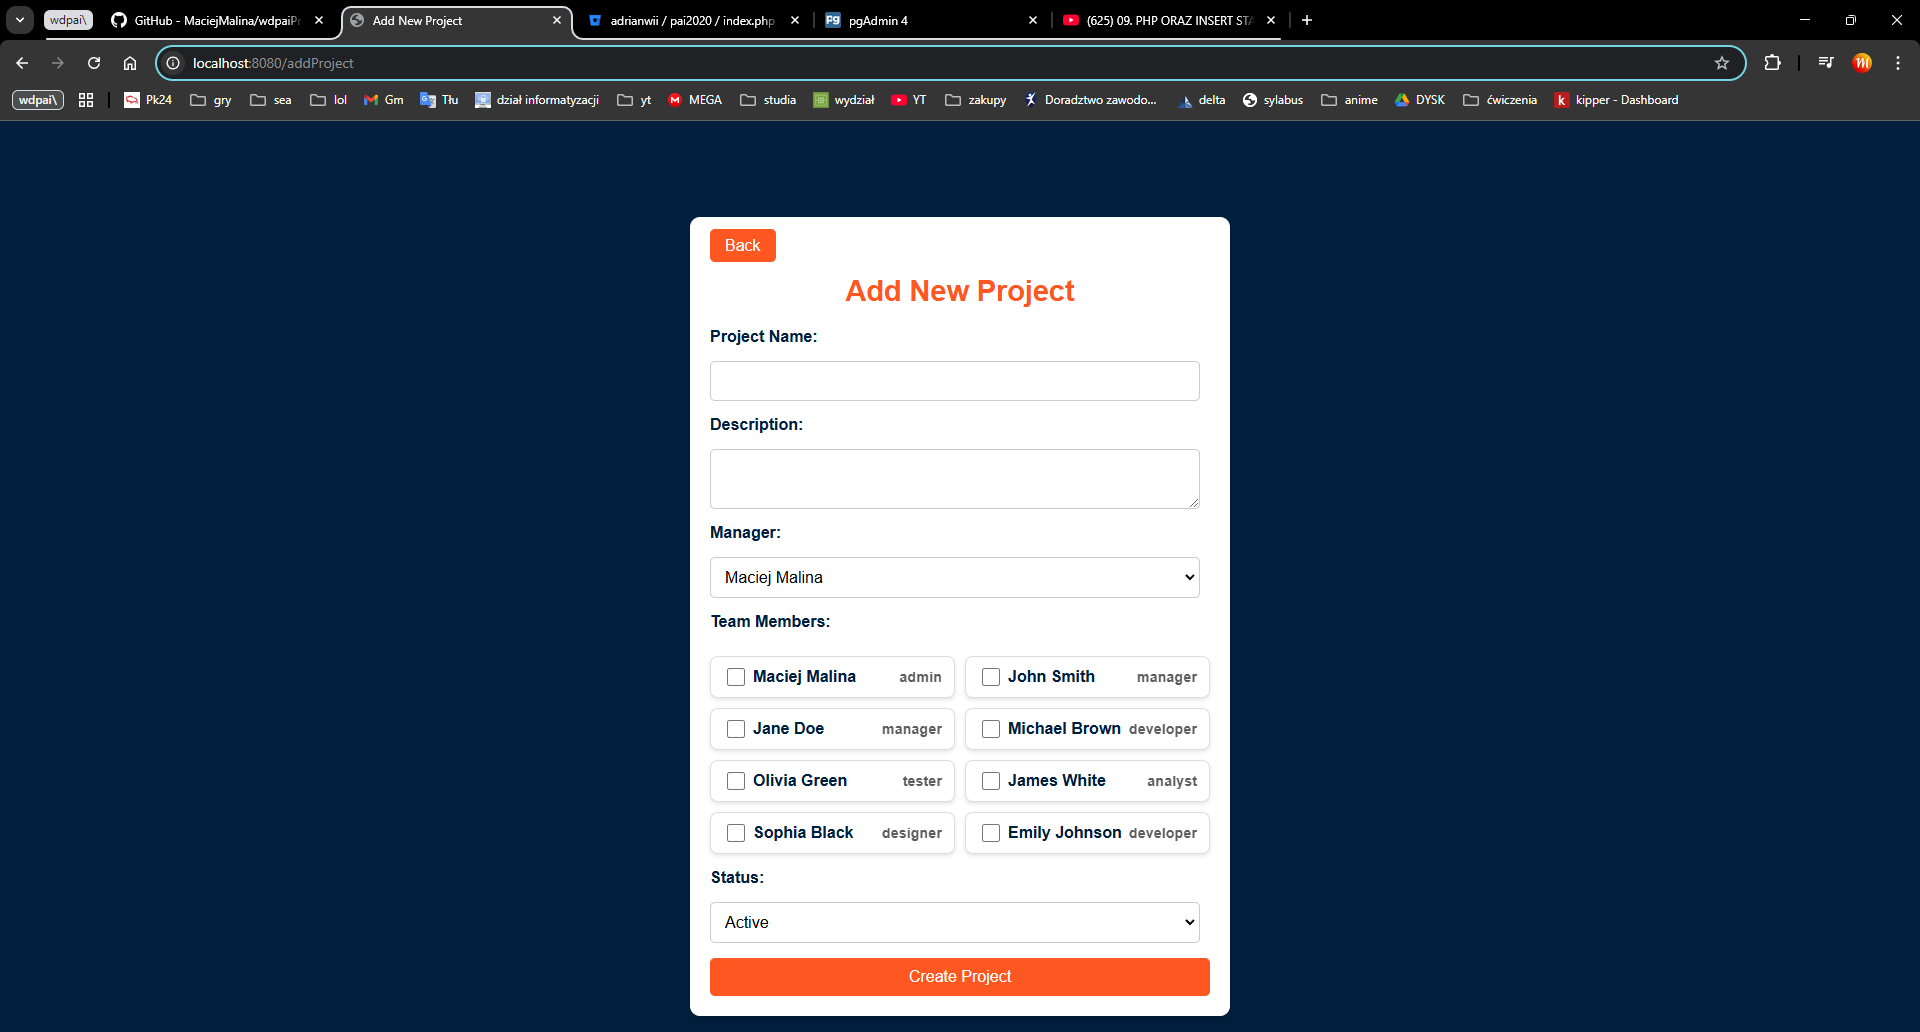 wdpai\
GitHub - MaciejMalina/wdpaiPr
Add New Project
adrianwii / pai2020 / index.php
pgAdmin 4
(625) 09. PHP ORAZ INSERT STA
localhost:8080/addProject
wdpai\
Pk24
gry
sea
lol
Gm
Tłu
dział informatyzacji
yt
MEGA
studia
wydział
YT
zakupy
Doradztwo zawodo...
delta
sylabus
anime
DYSK
ćwiczenia
kipper - Dashboard
Back
Add New Project
Project Name:
Description:
Manager:
Maciej Malina
Team Members:
Maciej Malina admin
John Smith manager
Jane Doe manager
Michael Brown developer
Olivia Green tester
James White analyst
Sophia Black designer
Emily Johnson developer
Status:
Active
Create Project